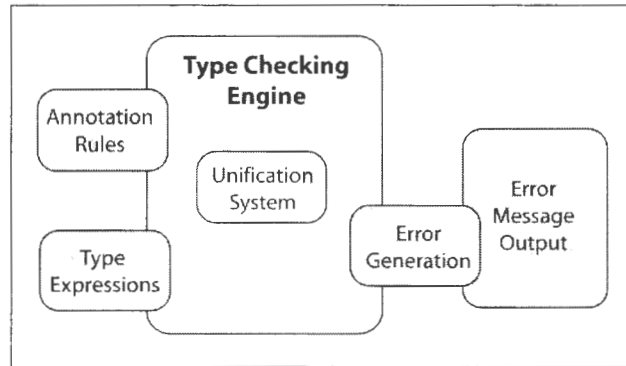 Type Checking
Engine
Annotation
Rules
Unification
System
Type
Expressions
Error
Generation
Error
Message
Output